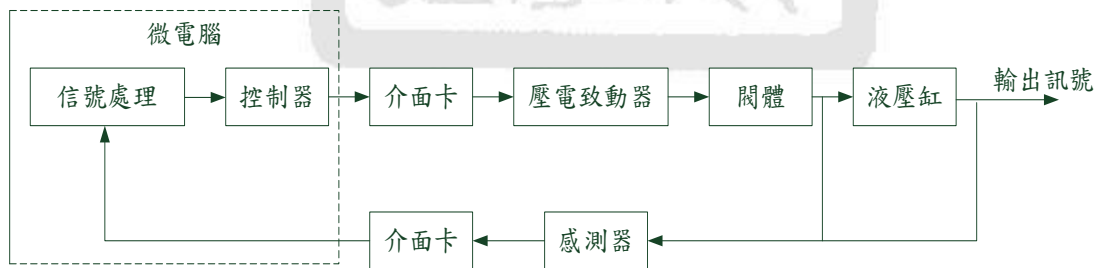 微電腦
信號處理
控制器
介面卡
壓電致動器
閥體
液壓缸
輸出訊號
介面卡
感測器